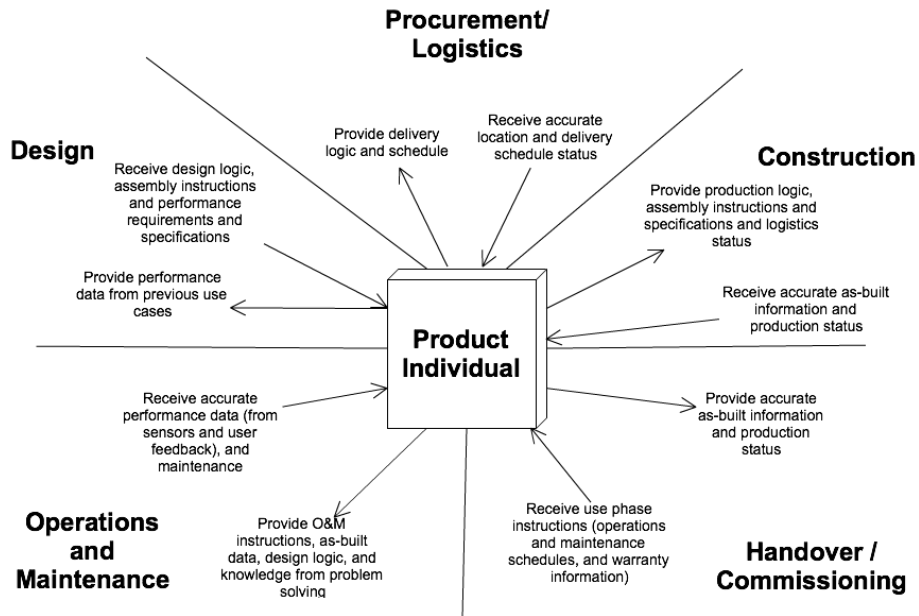 Procurement/
Logistics
Design
Construction
Provide delivery
logic and schedule
Receive accurate
location and delivery
schedule status
Receive design logic,
assembly instructions
and performance
requirements and
specifications
Provide production logic,
assembly instructions and
specifications and logistics
status
Provide performance
data from previous use
cases
Receive accurate as-built
information and
production status
Product
Individual
Receive accurate
performance data (from
sensors and user
feedback), and
maintenance
Provide accurate
as-built information
and production
status
Operations
and
Maintenance
Provide O&M
instructions, as-built
data, design logic, and
knowledge from problem
solving
Receive use phase
instructions (operations
and maintenance
schedules, and warranty
information)
Handover /
Commissioning